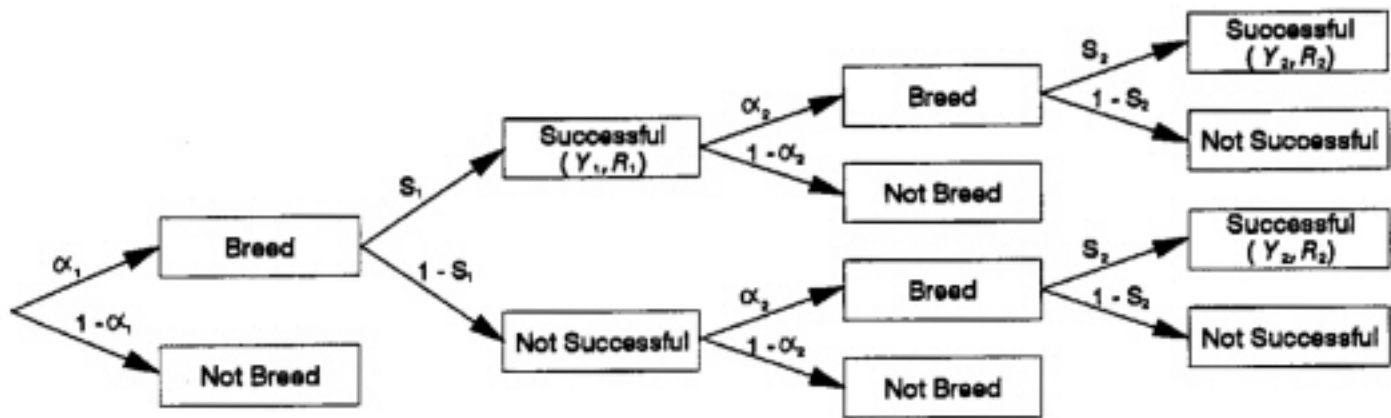 α₁
1 - α₁
Breed
Not Breed
S₁
1 - S₁
Successful
(Y₁, R₁)
Not Successful
α₂
1 - α₂
Breed
Not Breed
α₂
1 - α₂
Breed
Not Breed
S₂
1 - S₂
Successful
(Y₂, R₂)
Not Successful
S₂
1 - S₂
Successful
(Y₂, R₂)
Not Successful